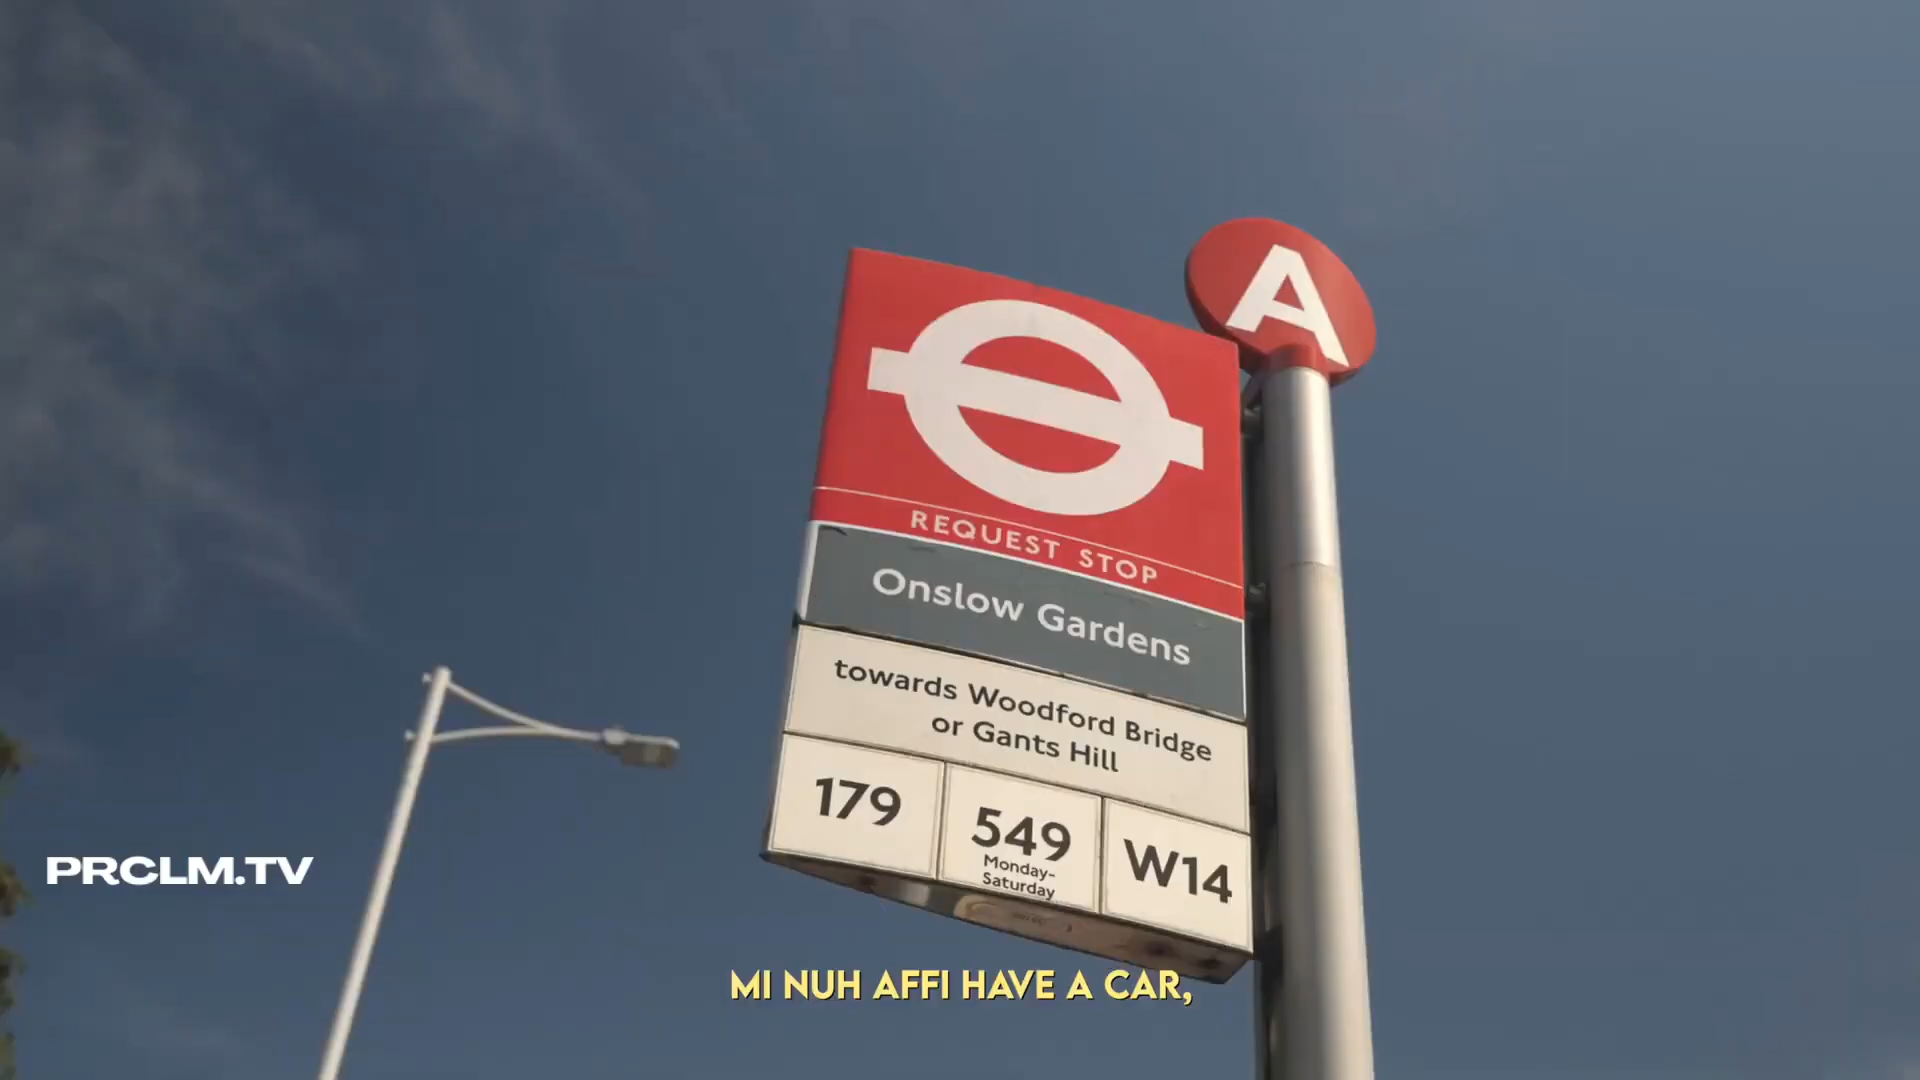 A
REQUEST STOP
Onslow Gardens
towards Woodford Bridge
or Gants Hill
179
549
Monday-
Saturday
W14
PRCLM.TV
MI NUH AFFI HAVE A CAR,